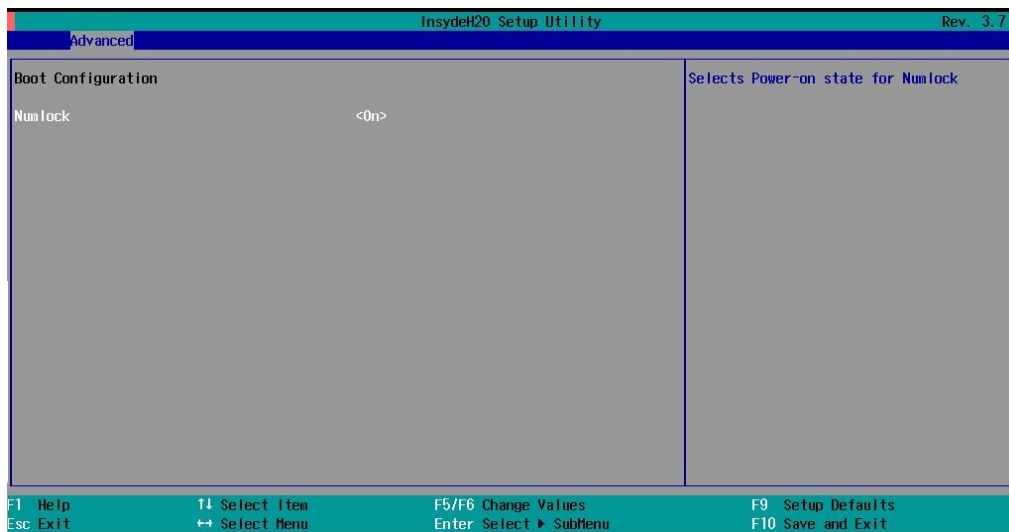 InsydeH20 Setup Utility Rev. 3.7
Advanced
Boot Configuration
Numlock <On>
Selects Power-on state for Numlock
F1 Help ↑↓ Select Item F5/F6 Change Values F9 Setup Defaults
Esc Exit ↔ Select Menu Enter Select ▶ SubMenu F10 Save and Exit